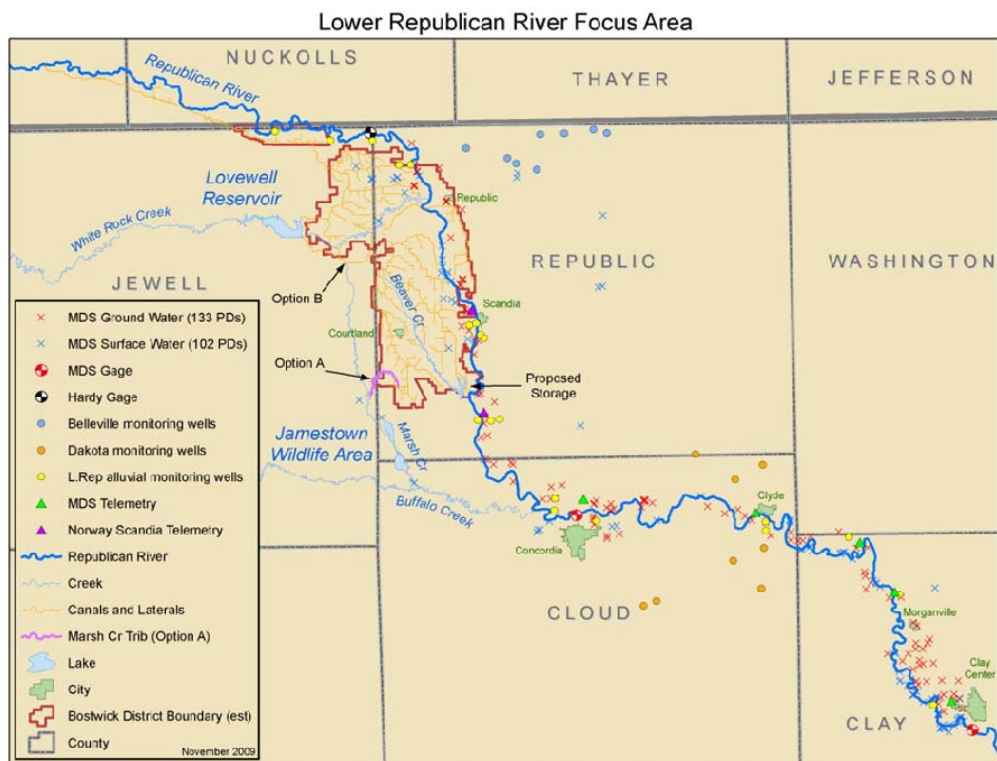 Lower Republican River Focus Area
NUCKOLLS
THAYER
JEFFERSON
Republican River
Lovewell
Reservoir
Republic
White Rock Creek
JEWELL
REPUBLIC
WASHINGTON
Option B
Beaver Cr
Scandia
Courtland
Option A
Proposed
Storage
Jamestown
Wildlife Area
Marsh Cr
Buffalo Creek
Clyde
Concordia
CLOUD
Morganville
Clay
Center
CLAY
MDS Ground Water (133 PDs)
MDS Surface Water (102 PDs)
MDS Gage
Hardy Gage
Belleville monitoring wells
Dakota monitoring wells
L.Rep alluvial monitoring wells
MDS Telemetry
Norway Scandia Telemetry
Republican River
Creek
Canals and Laterals
Marsh Cr Trib (Option A)
Lake
City
Bostwick District Boundary (est)
County
November 2009